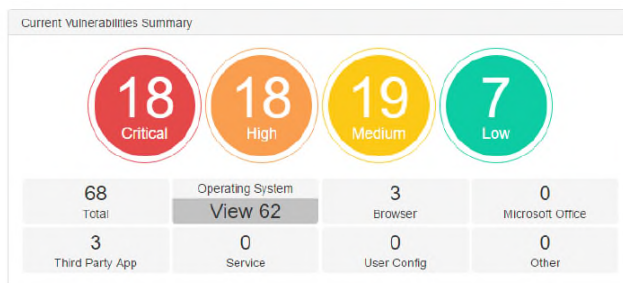 Current Vulnerabilities Summary
18 18 19 7
Critical High Medium Low
68 Operating System 3 0
Total View 62 Browser Microsoft Office
3 0 0 0
Third Party App Service User Config Other